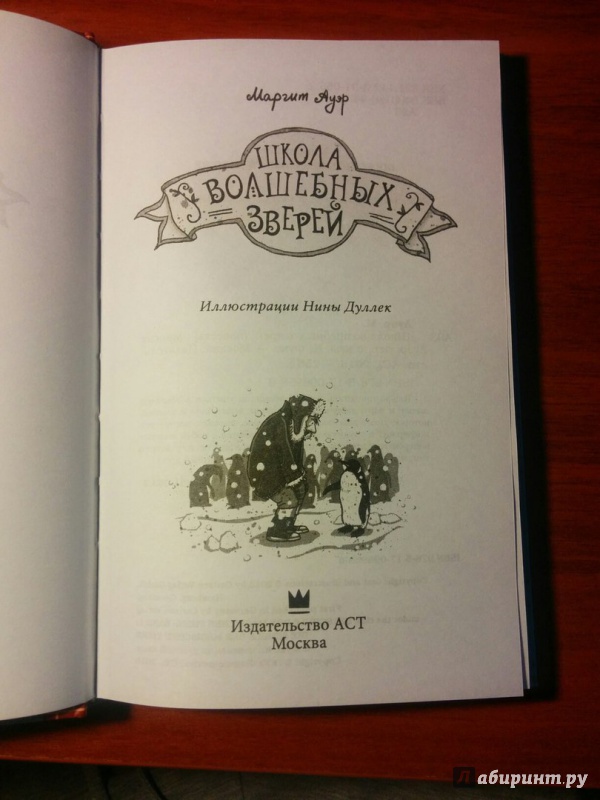 Маргит Ауэр
ШКОЛА
ВОЛШЕБНЫХ
ЗВЕРЕЙ
Иллюстрации Нины Дуллек
Издательство АСТ
Москва
Лабиринт.ру